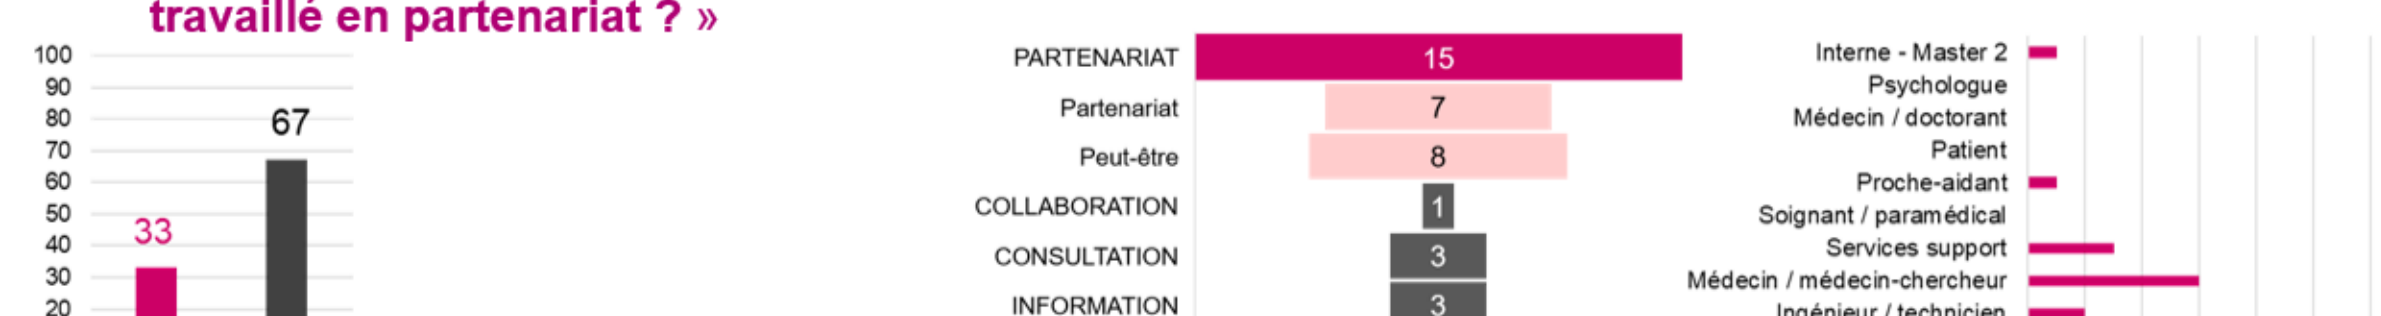 travaillé en partenariat ? »
100
90
80
70
60
50
40
30
20
67
33
PARTENARIAT 15
Partenariat 7
Peut-être 8
COLLABORATION 1
CONSULTATION 3
INFORMATION 3
Interne - Master 2
Psychologue
Médecin / doctorant
Patient
Proche-aidant
Soignant / paramédical
Services support
Médecin / médecin-chercheur
Ingénieur / technicien